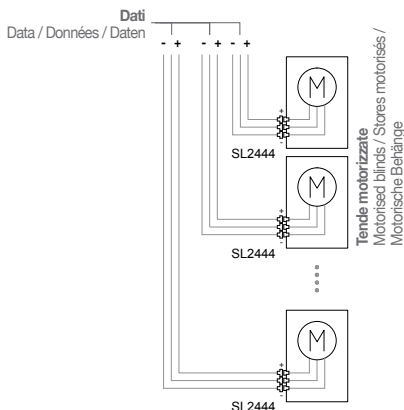 Dati
Data / Données / Daten
- + - + - +
M
+
-
SL2444
M
+
-
SL2444
M
+
-
SL2444
Tende motorizzate
Motorised blinds / Stores motorisés /
Motorische Behänge